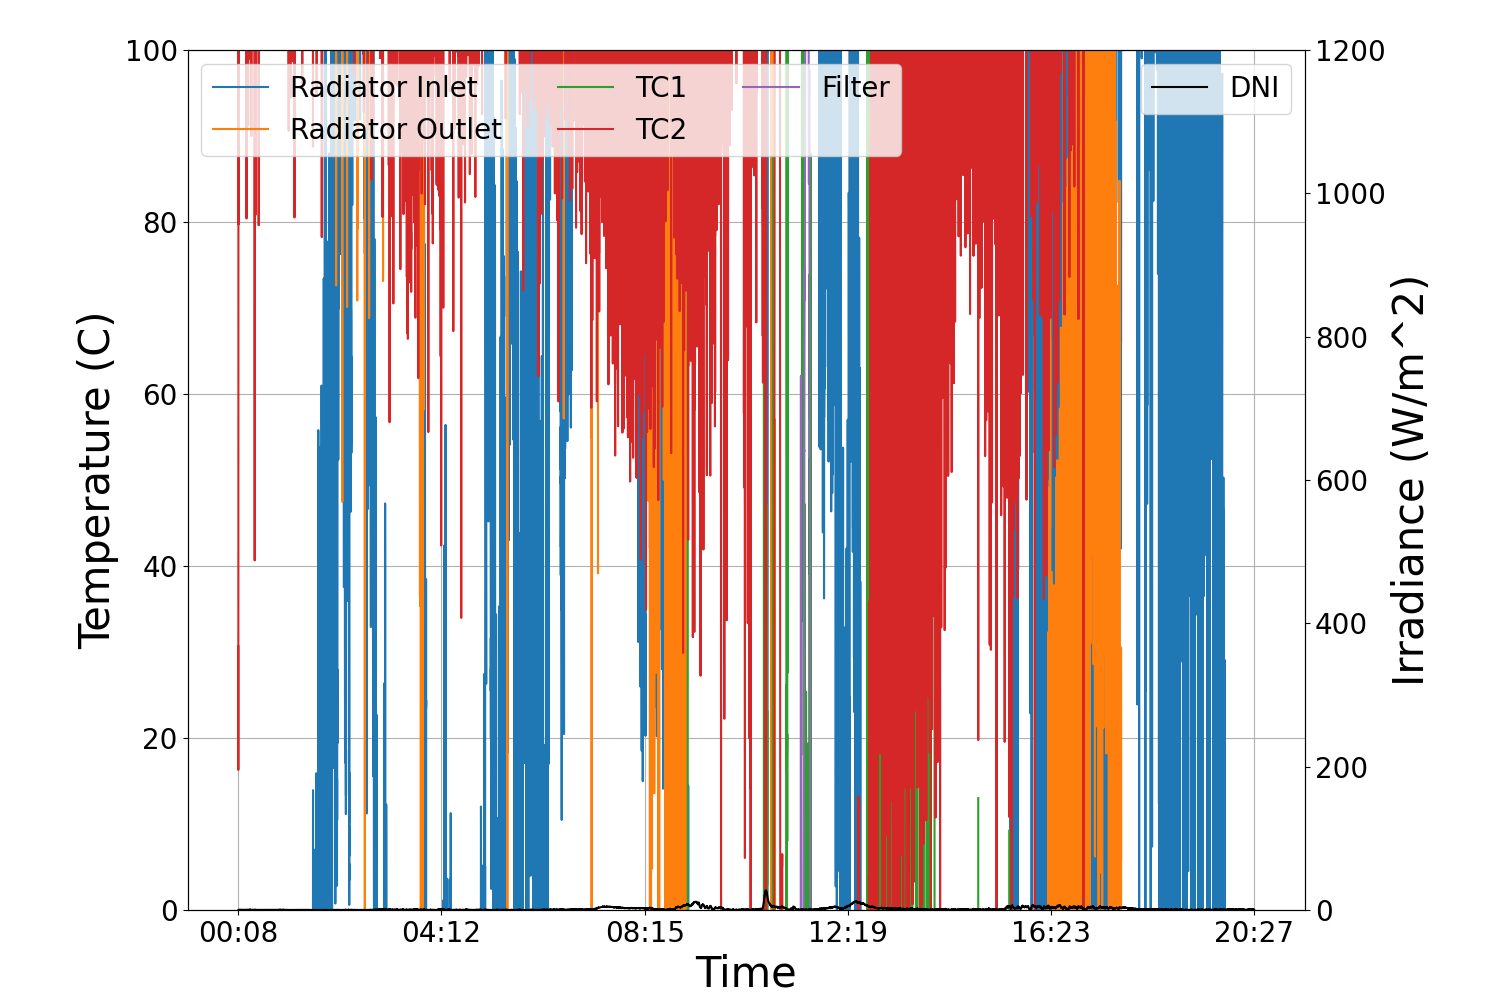 100
80
60
40
20
0
Temperature (C)
Radiator Inlet
Radiator Outlet
TC1
TC2
Filter
DNI
1200
1000
800
600
400
200
0
Irradiance (W/m^2)
00:08
04:12
08:15
12:19
16:23
20:27
Time